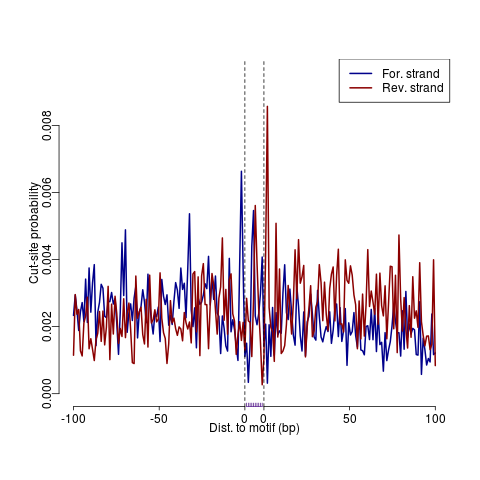 For. strand
Rev. strand
Cut-site probability
0.008
0.006
0.004
0.002
0.000
-100 -50 0 0 50 100
Dist. to motif (bp)